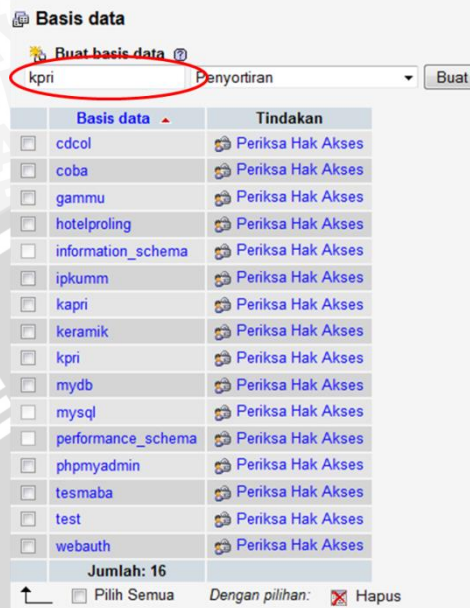 Basis data
Buat basis data
kpri Penyortiran Buat
Basis data Tindakan
cdcol Periksa Hak Akses
coba Periksa Hak Akses
gammu Periksa Hak Akses
hotelproling Periksa Hak Akses
information_schema Periksa Hak Akses
ipkumm Periksa Hak Akses
kapri Periksa Hak Akses
keramik Periksa Hak Akses
kpri Periksa Hak Akses
mydb Periksa Hak Akses
mysql Periksa Hak Akses
performance_schema Periksa Hak Akses
phpmyadmin Periksa Hak Akses
tesmaba Periksa Hak Akses
test Periksa Hak Akses
webauth Periksa Hak Akses
Jumlah: 16
Pilih Semua Dengan pilihan: Hapus